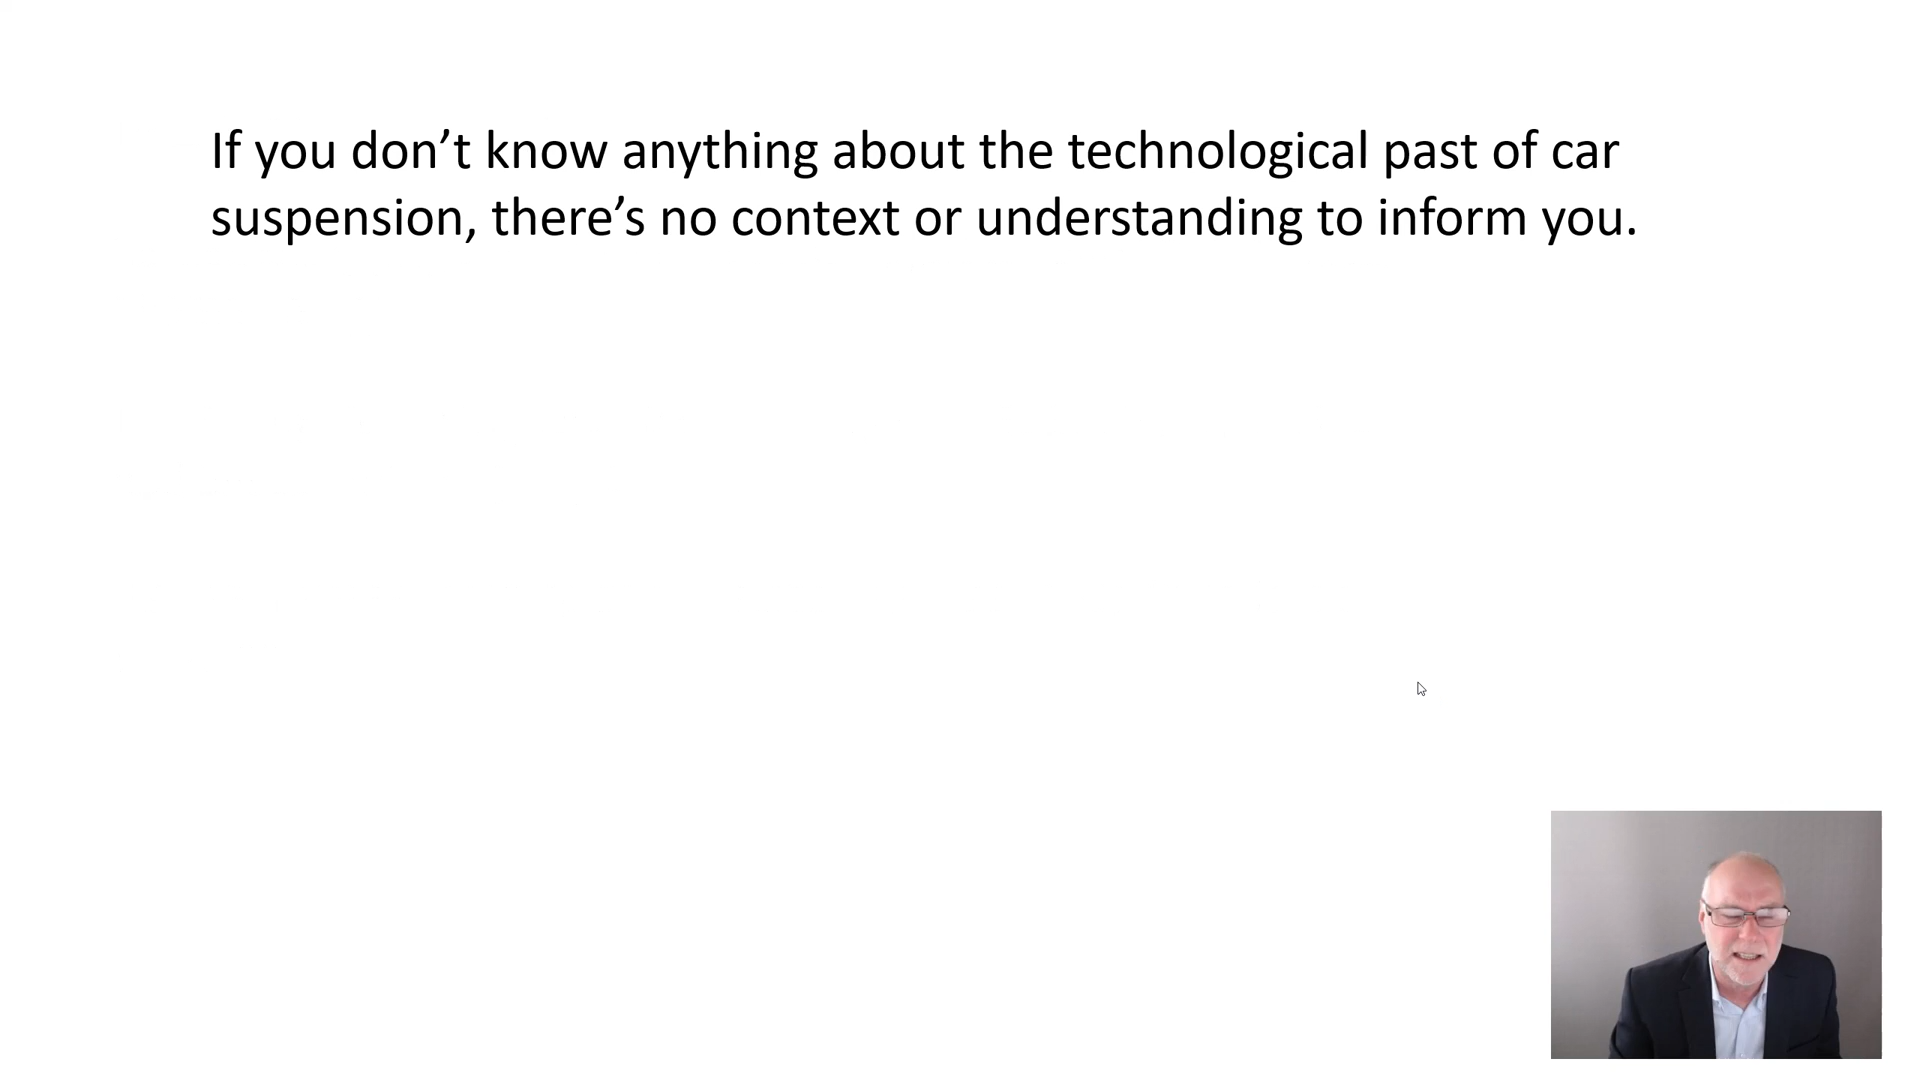 If you don’t know anything about the technological past of car
suspension, there’s no context or understanding to inform you.